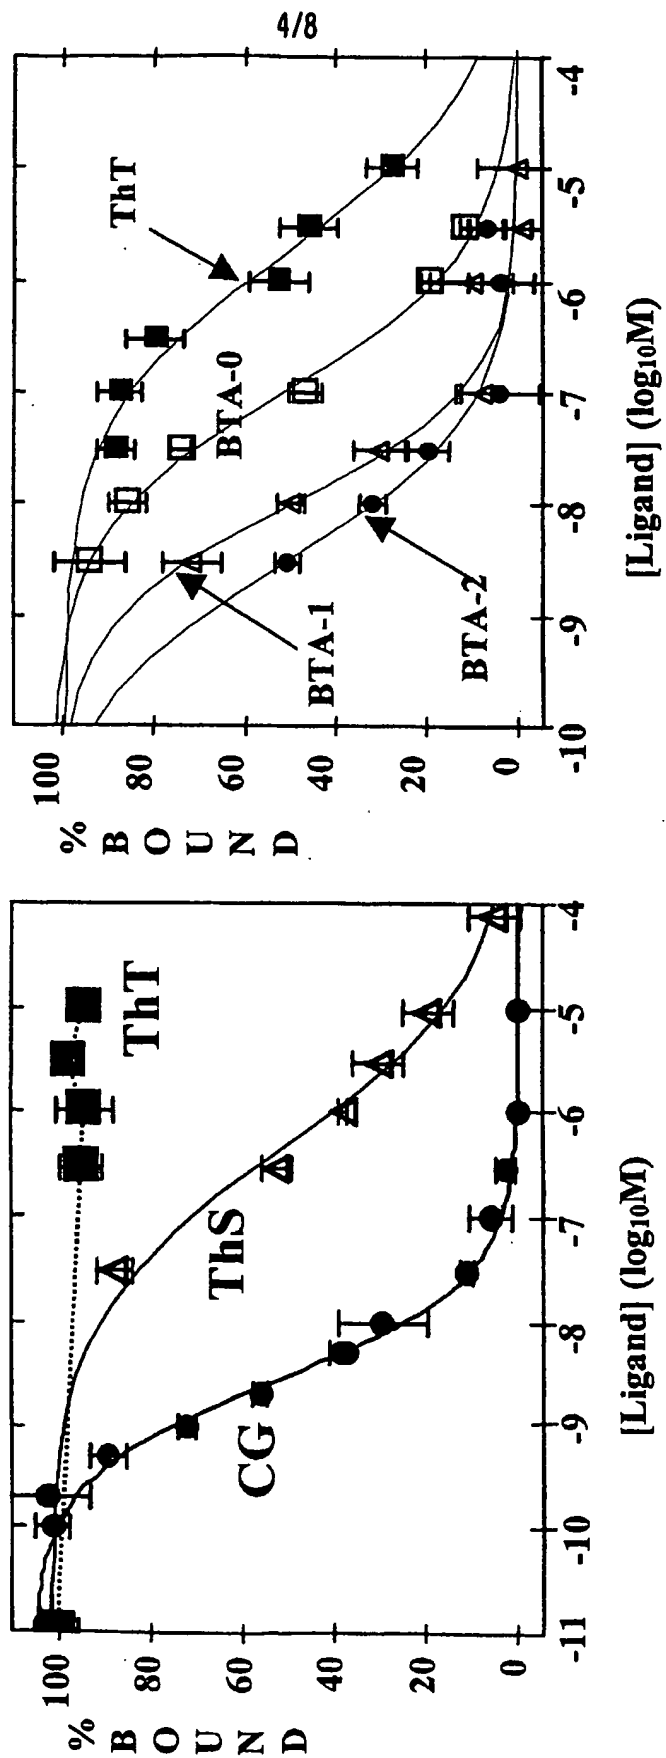 4/8
% BOUND
100
80
60
40
20
0
-11
-10
-9
-8
-7
-6
-5
-4
[Ligand] (log10M)
CG
ThS
ThT
% BOUND
100
80
60
40
20
0
-10
-9
-8
-7
-6
-5
-4
[Ligand] (log10M)
ThT
BTA-0
BTA-1
BTA-2